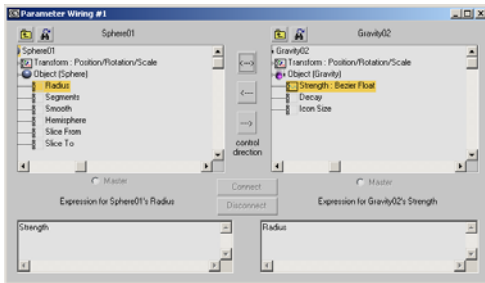 Parameter Wiring #1
Sphere01
Gravity02
Sphere01
Transform : Position/Rotation/Scale
Object (Sphere)
Radius
Segments
Smooth
Hemisphere
Slice From
Slice To
<-->
<---
--->
control
direction
Gravity02
Transform : Position/Rotation/Scale
Object (Gravity)
Strength : Bezier Float
Decay
Icon Size
Master
Connect
Disconnect
Master
Expression for Sphere01's Radius
Expression for Gravity02's Strength
Strength
Radius